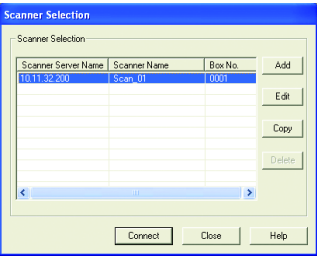 Scanner Selection
Scanner Selection
Scanner Server Name Scanner Name Box No.
10.11.32.200 Scan_01 0001
Add
Edit
Copy
Delete
Connect Close Help